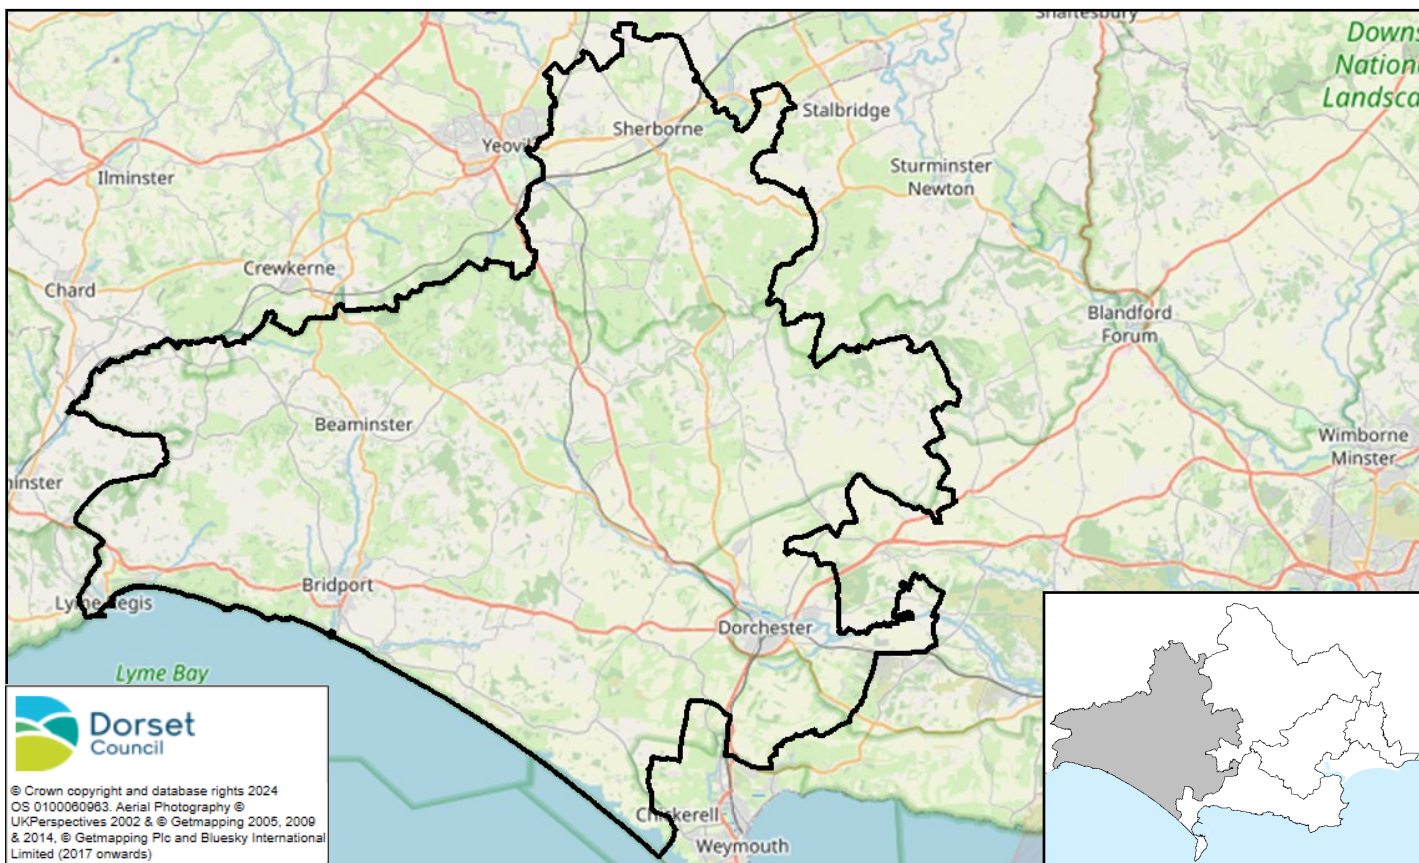 Shaftesbury
Downs
National
Landsca
Stalbridge
Sherborne
Yeovil
Sturminster
Newton
Ilminster
Crewkerne
Chard
Blandford
Forum
Beaminster
Wimborne
Minster
minster
Bridport
Lyme Regis
Dorchester
Lyme Bay
Chickerell
Weymouth
Dorset
Council
© Crown copyright and database rights 2024
OS 0100060963. Aerial Photography ©
UKPerspectives 2002 & © Getmapping 2005, 2009
& 2014, © Getmapping Plc and Bluesky International
Limited (2017 onwards)